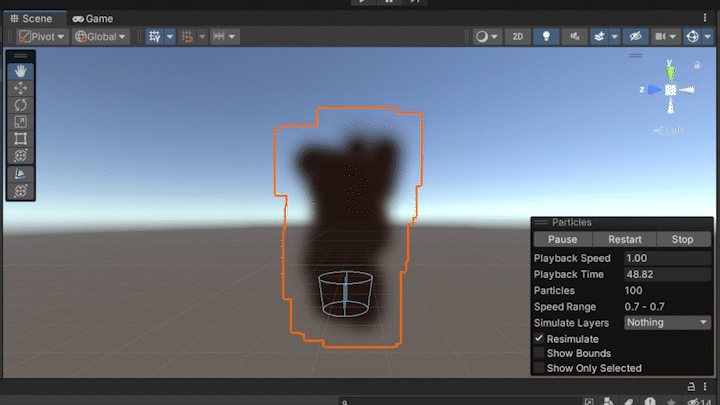 Scene Game
Pivot Global 2D
y
z
Left
Particles
Pause Restart Stop
Playback Speed 1.00
Playback Time 48.82
Particles 100
Speed Range 0.7 - 0.7
Simulate Layers Nothing
Resimulate
Show Bounds
Show Only Selected
14